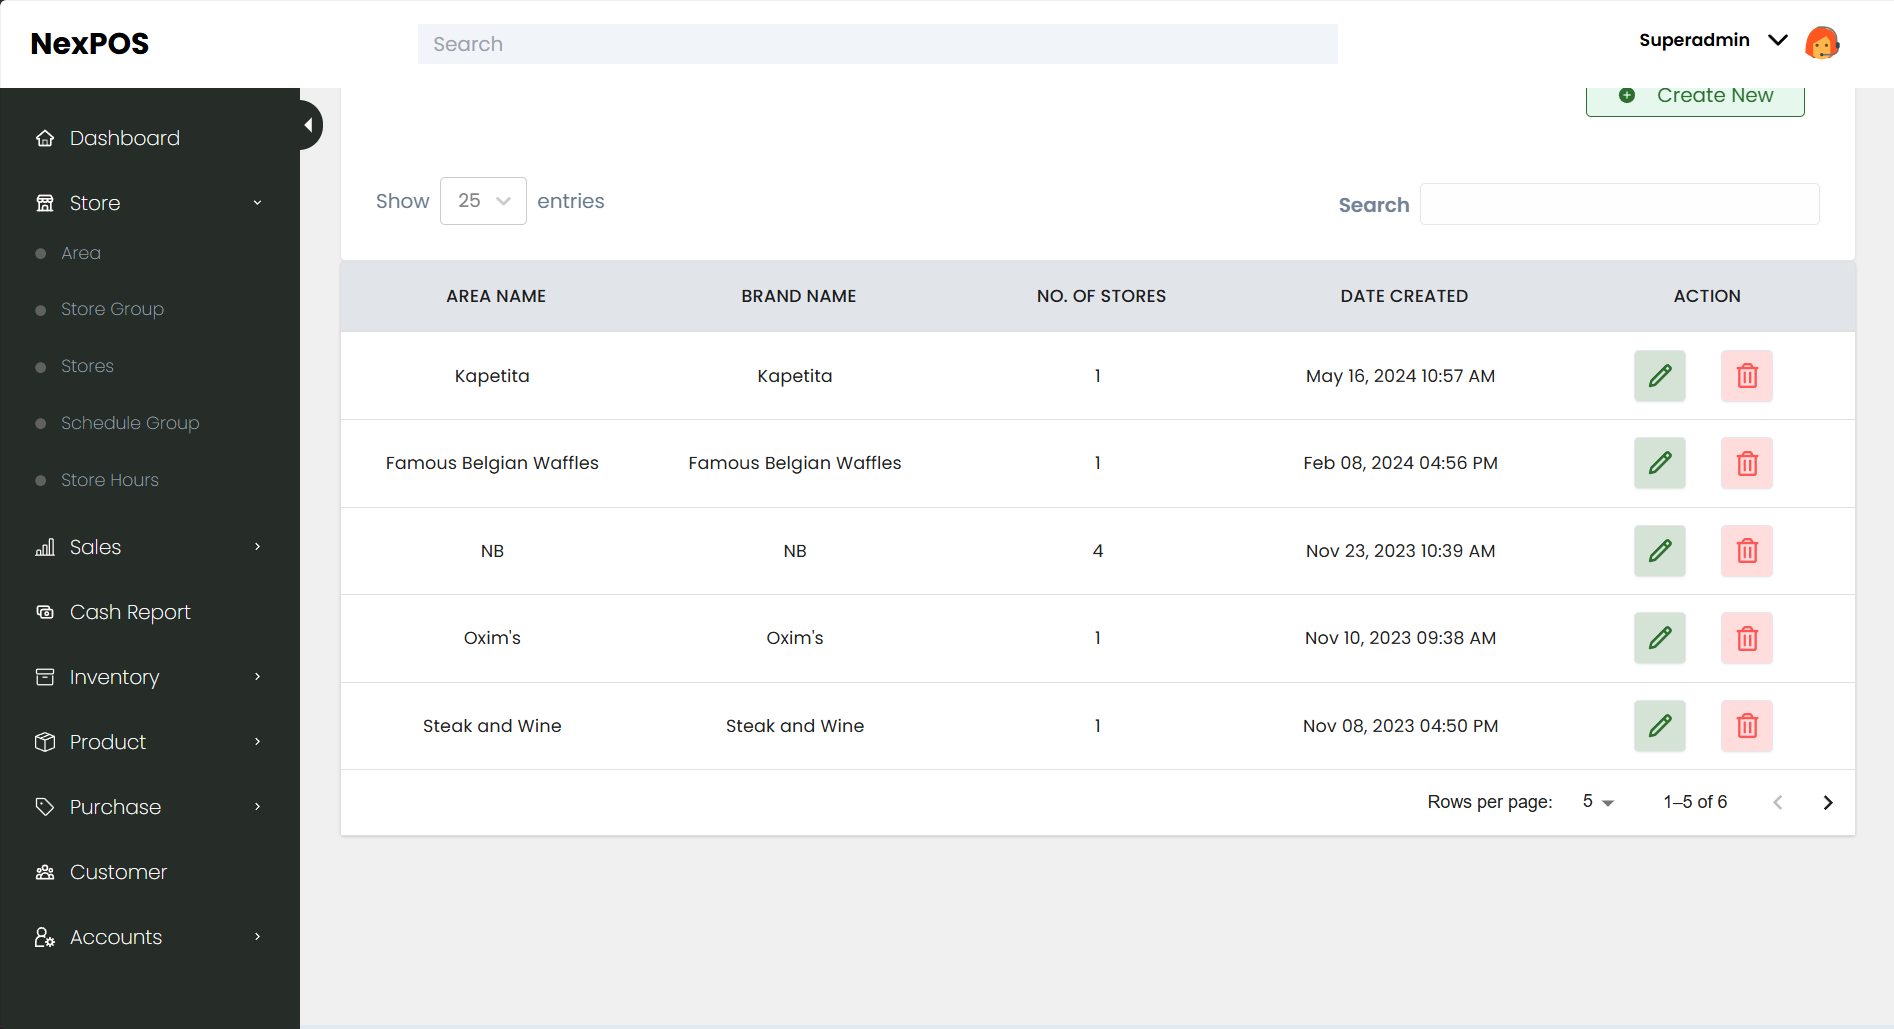 NexPOS
Search
Superadmin
Dashboard
Store
Area
Store Group
Stores
Schedule Group
Store Hours
Sales
Cash Report
Inventory
Product
Purchase
Customer
Accounts
Create New
Show 25 entries
Search
AREA NAME BRAND NAME NO. OF STORES DATE CREATED ACTION
Kapetita Kapetita 1 May 16, 2024 10:57 AM
Famous Belgian Waffles Famous Belgian Waffles 1 Feb 08, 2024 04:56 PM
NB NB 4 Nov 23, 2023 10:39 AM
Oxim's Oxim's 1 Nov 10, 2023 09:38 AM
Steak and Wine Steak and Wine 1 Nov 08, 2023 04:50 PM
Rows per page: 5 1–5 of 6